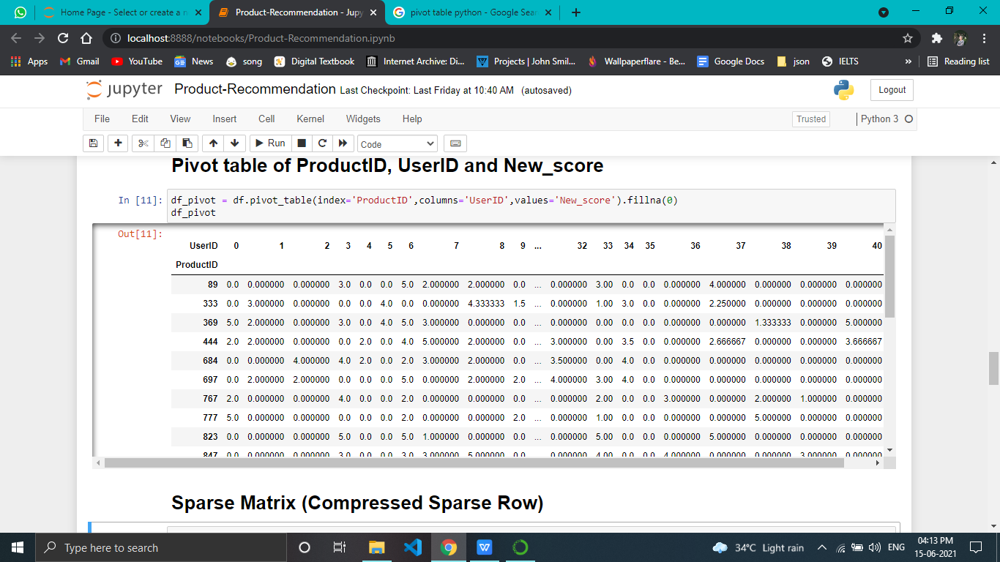 Home Page - Select or create a n
Product-Recommendation - Jupy
pivot table python - Google Sear
localhost:8888/notebooks/Product-Recommendation.ipynb
Apps Gmail YouTube News song Digital Textbook Internet Archive: Di... Projects | John Smil... Wallpaperflare - Be... Google Docs json IELTS » Reading list
jupyter Product-Recommendation Last Checkpoint: Last Friday at 10:40 AM (autosaved) Logout
File Edit View Insert Cell Kernel Widgets Help Trusted Python 3
Run Code
Pivot table of ProductID, UserID and New_score
In [11]: df_pivot = df.pivot_table(index='ProductID',columns='UserID',values='New_score').fillna(0)
df_pivot
Out[11]:
UserID 0 1 2 3 4 5 6 7 8 9 ... 32 33 34 35 36 37 38 39 40
ProductID
89 0.0 0.000000 0.000000 3.0 0.0 0.0 5.0 2.000000 2.000000 0.0 ... 0.000000 3.00 0.0 0.0 0.000000 4.000000 0.000000 0.000000 0.000000
333 0.0 3.000000 0.000000 0.0 0.0 4.0 0.0 0.000000 4.333333 1.5 ... 0.000000 1.00 3.0 0.0 0.000000 2.250000 0.000000 0.000000 0.000000
369 5.0 2.000000 0.000000 3.0 0.0 4.0 5.0 3.000000 0.000000 0.0 ... 0.000000 0.00 0.0 0.0 0.000000 0.000000 1.333333 0.000000 5.000000
444 2.0 2.000000 0.000000 0.0 2.0 0.0 4.0 5.000000 2.000000 0.0 ... 3.000000 0.00 3.5 0.0 0.000000 2.666667 0.000000 0.000000 3.666667
684 0.0 0.000000 4.000000 4.0 2.0 0.0 2.0 3.000000 2.000000 0.0 ... 3.500000 0.00 4.0 0.0 0.000000 0.000000 0.000000 0.000000 0.000000
697 0.0 2.000000 2.000000 0.0 0.0 0.0 5.0 0.000000 2.000000 2.0 ... 4.000000 3.00 4.0 0.0 0.000000 0.000000 0.000000 0.000000 0.000000
767 2.0 0.000000 0.000000 4.0 0.0 0.0 2.0 0.000000 0.000000 0.0 ... 0.000000 2.00 0.0 0.0 3.000000 0.000000 2.000000 1.000000 0.000000
777 5.0 0.000000 0.000000 0.0 0.0 0.0 2.0 0.000000 0.000000 2.0 ... 0.000000 1.00 0.0 0.0 0.000000 0.000000 5.000000 0.000000 0.000000
823 0.0 0.000000 0.000000 5.0 0.0 0.0 5.0 1.000000 0.000000 0.0 ... 0.000000 5.00 0.0 0.0 0.000000 5.000000 0.000000 0.000000 0.000000
847 0.0 0.000000 0.000000 3.0 0.0 0.0 3.0 3.000000 5.000000 0.0 ... 0.000000 4.00 0.0 0.0 4.000000 0.000000 0.000000 3.000000 0.000000
Sparse Matrix (Compressed Sparse Row)
Type here to search
34°C Light rain
ENG
04:13 PM
15-06-2021